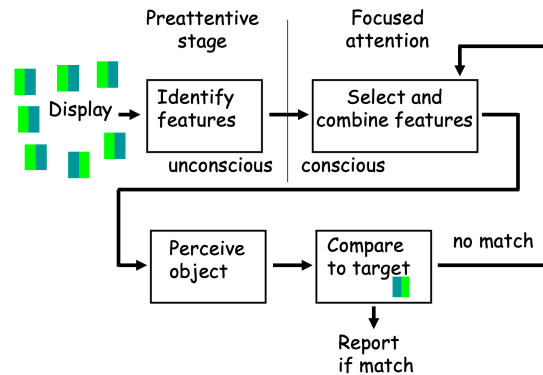 Preattentive
stage
Focused
attention
Display
Identify
features
Select and
combine features
unconscious
conscious
Perceive
object
Compare
to target
no match
Report
if match